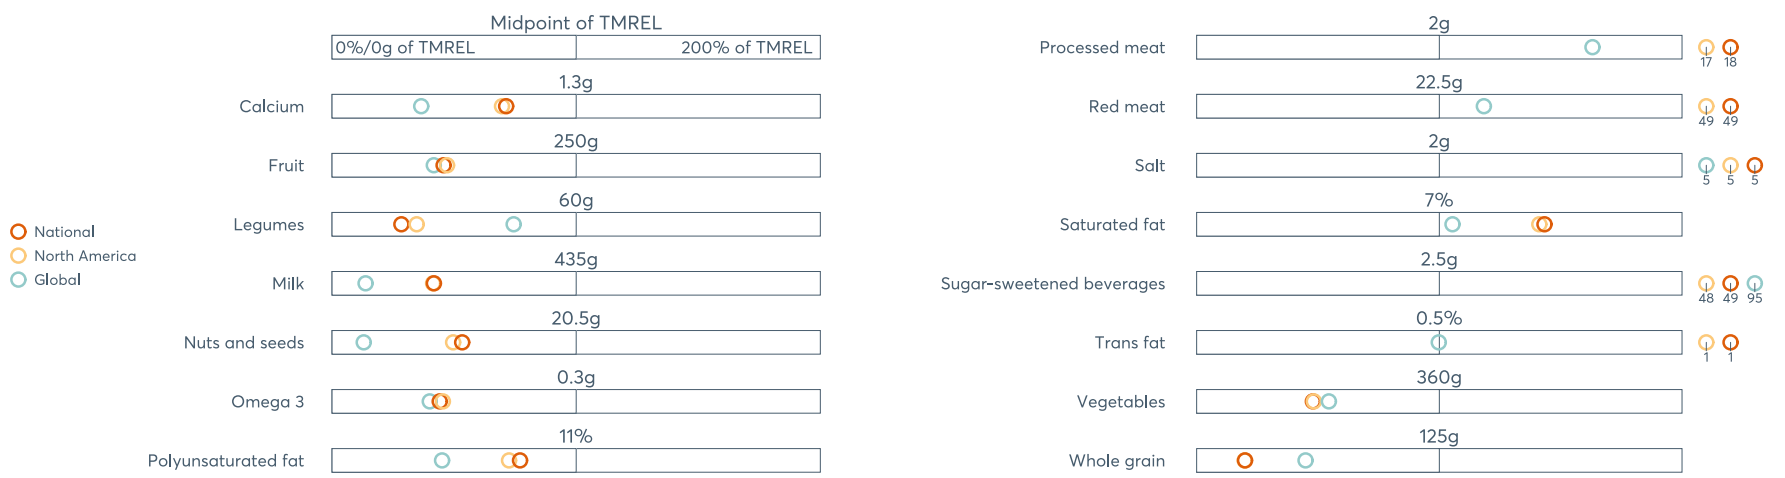 Midpoint of TMREL
0%/0g of TMREL 200% of TMREL
1.3g
Calcium
250g
Fruit
60g
Legumes
435g
Milk
20.5g
Nuts and seeds
0.3g
Omega 3
11%
Polyunsaturated fat
National
North America
Global
2g
Processed meat 17 18
22.5g
Red meat 49 49
2g
Salt 5 5 5
7%
Saturated fat
2.5g
Sugar-sweetened beverages 48 49 95
0.5%
Trans fat 1 1
360g
Vegetables
125g
Whole grain